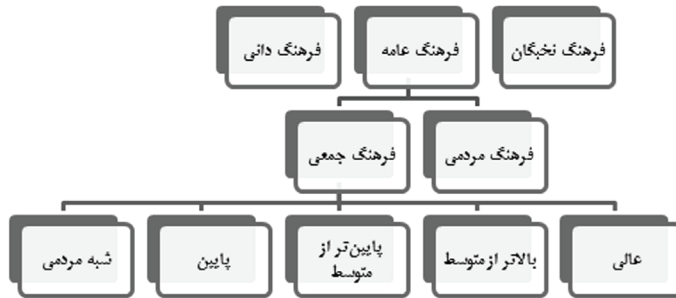 فرهنگ نخبگان
فرهنگ عامه
فرهنگ دانی
فرهنگ مردمی
فرهنگ جمعی
عالی
بالاتر از متوسط
پایین‌تر از
متوسط
پایین
شبه مردمی